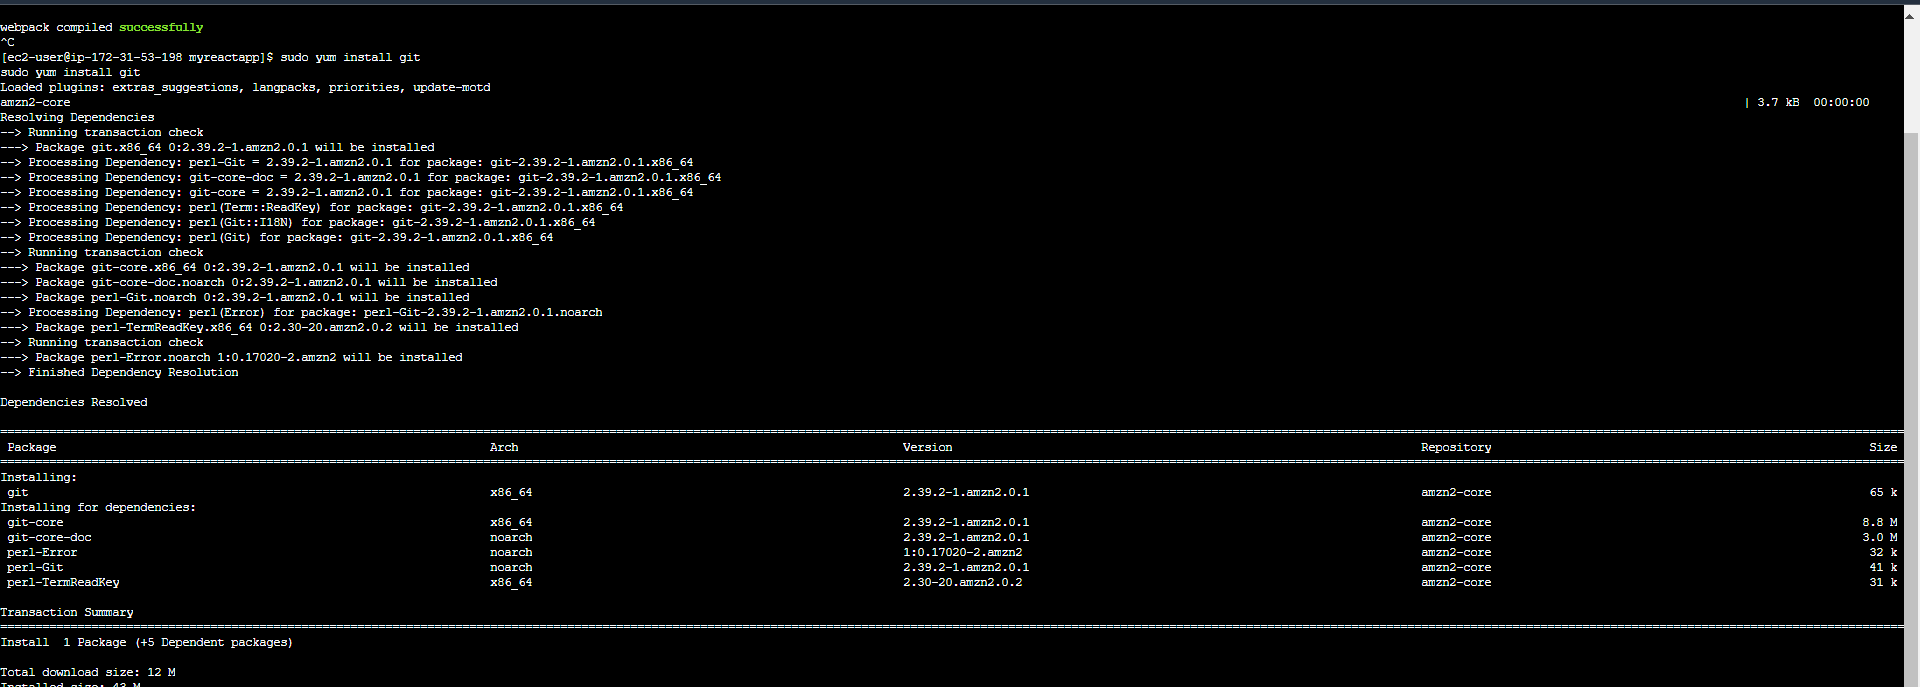 webpack compiled successfully
^C
[ec2-user@ip-172-31-53-198 myreactapp]$ sudo yum install git
sudo yum install git
Loaded plugins: extras_suggestions, langpacks, priorities, update-motd
amzn2-core | 3.7 kB 00:00:00
Resolving Dependencies
--> Running transaction check
---> Package git.x86_64 0:2.39.2-1.amzn2.0.1 will be installed
--> Processing Dependency: perl-Git = 2.39.2-1.amzn2.0.1 for package: git-2.39.2-1.amzn2.0.1.x86_64
--> Processing Dependency: git-core-doc = 2.39.2-1.amzn2.0.1 for package: git-2.39.2-1.amzn2.0.1.x86_64
--> Processing Dependency: git-core = 2.39.2-1.amzn2.0.1 for package: git-2.39.2-1.amzn2.0.1.x86_64
--> Processing Dependency: perl(Term::ReadKey) for package: git-2.39.2-1.amzn2.0.1.x86_64
--> Processing Dependency: perl(Git::I18N) for package: git-2.39.2-1.amzn2.0.1.x86_64
--> Processing Dependency: perl(Git) for package: git-2.39.2-1.amzn2.0.1.x86_64
--> Running transaction check
---> Package git-core.x86_64 0:2.39.2-1.amzn2.0.1 will be installed
---> Package git-core-doc.noarch 0:2.39.2-1.amzn2.0.1 will be installed
---> Package perl-Git.noarch 0:2.39.2-1.amzn2.0.1 will be installed
--> Processing Dependency: perl(Error) for package: perl-Git-2.39.2-1.amzn2.0.1.noarch
---> Package perl-TermReadKey.x86_64 0:2.30-20.amzn2.0.2 will be installed
--> Running transaction check
---> Package perl-Error.noarch 1:0.17020-2.amzn2 will be installed
--> Finished Dependency Resolution
Dependencies Resolved
Package Arch Version Repository Size
Installing:
git x86_64 2.39.2-1.amzn2.0.1 amzn2-core 65 k
Installing for dependencies:
git-core x86_64 2.39.2-1.amzn2.0.1 amzn2-core 8.8 M
git-core-doc noarch 2.39.2-1.amzn2.0.1 amzn2-core 3.0 M
perl-Error noarch 1:0.17020-2.amzn2 amzn2-core 32 k
perl-Git noarch 2.39.2-1.amzn2.0.1 amzn2-core 41 k
perl-TermReadKey x86_64 2.30-20.amzn2.0.2 amzn2-core 31 k
Transaction Summary
Install 1 Package (+5 Dependent packages)
Total download size: 12 M
Installed size: 43 M